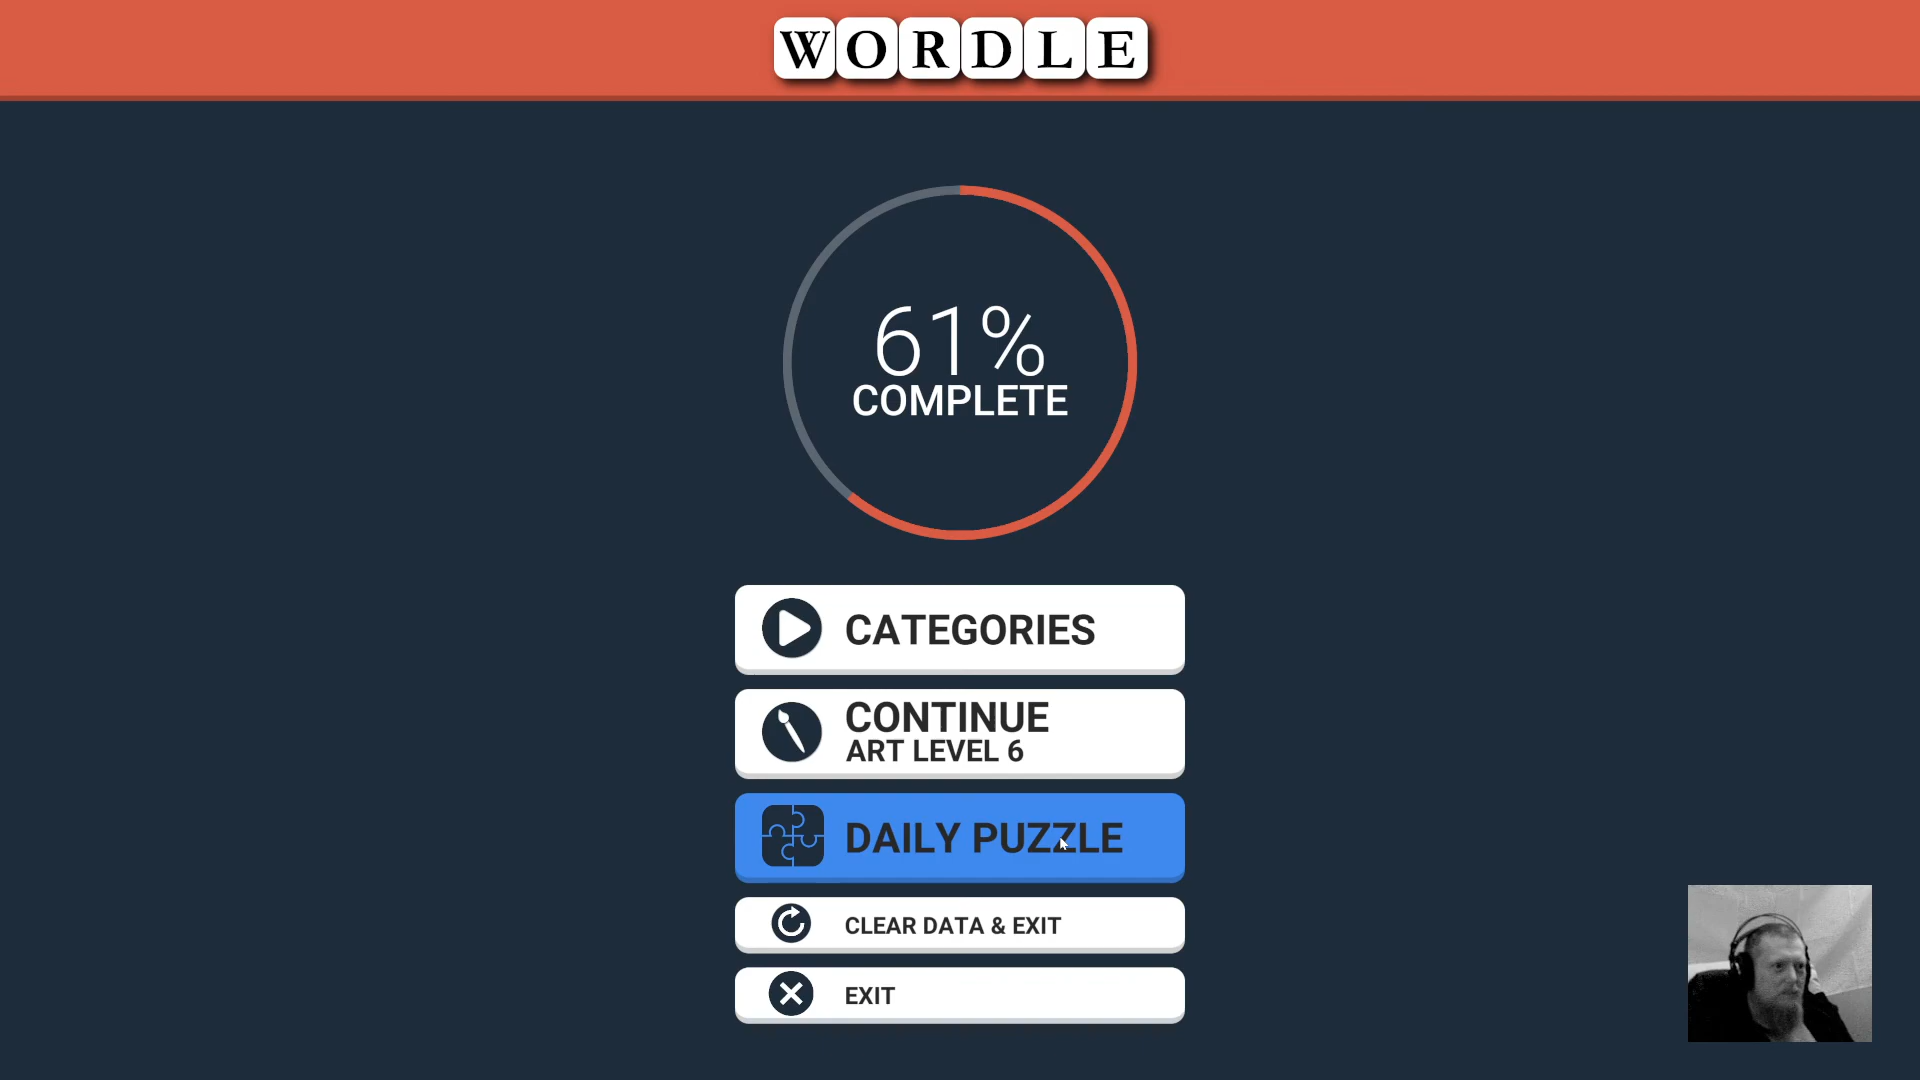 WORDLE
61%
COMPLETE
CATEGORIES
CONTINUE
ART LEVEL 6
DAILY PUZZLE
CLEAR DATA & EXIT
EXIT